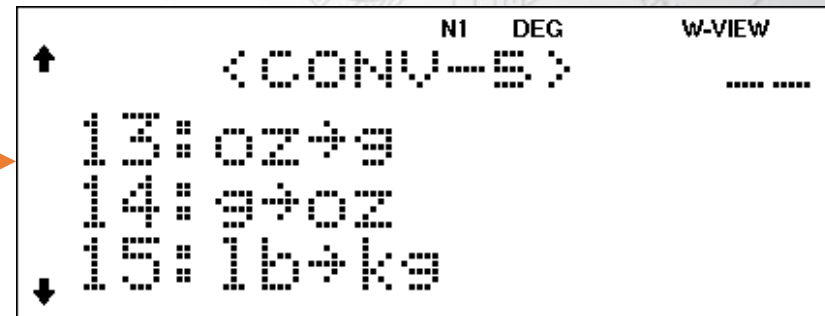 N1 DEG W-VIEW
<CONV-5>
13:oz→g
14:g→oz
15:lb→kg